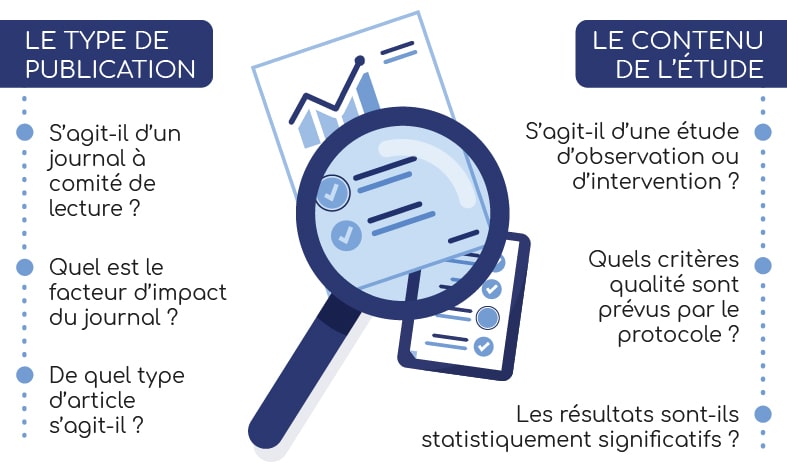 LE TYPE DE
PUBLICATION
S'agit-il d'un
journal à
comité de
lecture ?
Quel est le
facteur d'impact
du journal ?
De quel type
d'article
s'agit-il ?
LE CONTENU
DE L'ÉTUDE
S'agit-il d'une étude
d'observation ou
d'intervention ?
Quels critères
qualité sont
prévus par le
protocole ?
Les résultats sont-ils
statistiquement significatifs ?